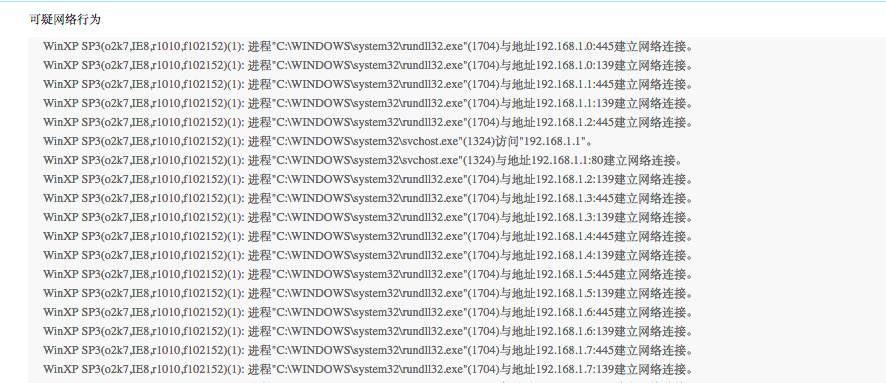 可疑网络行为
WinXP SP3(o2k7,IE8,r1010,f102152)(1): 进程"C:\WINDOWS\system32\rundll32.exe"(1704)与地址192.168.1.0:445建立网络连接。
WinXP SP3(o2k7,IE8,r1010,f102152)(1): 进程"C:\WINDOWS\system32\rundll32.exe"(1704)与地址192.168.1.0:139建立网络连接。
WinXP SP3(o2k7,IE8,r1010,f102152)(1): 进程"C:\WINDOWS\system32\rundll32.exe"(1704)与地址192.168.1.1:445建立网络连接。
WinXP SP3(o2k7,IE8,r1010,f102152)(1): 进程"C:\WINDOWS\system32\rundll32.exe"(1704)与地址192.168.1.1:139建立网络连接。
WinXP SP3(o2k7,IE8,r1010,f102152)(1): 进程"C:\WINDOWS\system32\rundll32.exe"(1704)与地址192.168.1.2:445建立网络连接。
WinXP SP3(o2k7,IE8,r1010,f102152)(1): 进程"C:\WINDOWS\system32\svchost.exe"(1324)访问"192.168.1.1"。
WinXP SP3(o2k7,IE8,r1010,f102152)(1): 进程"C:\WINDOWS\system32\svchost.exe"(1324)与地址192.168.1.1:80建立网络连接。
WinXP SP3(o2k7,IE8,r1010,f102152)(1): 进程"C:\WINDOWS\system32\rundll32.exe"(1704)与地址192.168.1.2:139建立网络连接。
WinXP SP3(o2k7,IE8,r1010,f102152)(1): 进程"C:\WINDOWS\system32\rundll32.exe"(1704)与地址192.168.1.3:445建立网络连接。
WinXP SP3(o2k7,IE8,r1010,f102152)(1): 进程"C:\WINDOWS\system32\rundll32.exe"(1704)与地址192.168.1.3:139建立网络连接。
WinXP SP3(o2k7,IE8,r1010,f102152)(1): 进程"C:\WINDOWS\system32\rundll32.exe"(1704)与地址192.168.1.4:445建立网络连接。
WinXP SP3(o2k7,IE8,r1010,f102152)(1): 进程"C:\WINDOWS\system32\rundll32.exe"(1704)与地址192.168.1.4:139建立网络连接。
WinXP SP3(o2k7,IE8,r1010,f102152)(1): 进程"C:\WINDOWS\system32\rundll32.exe"(1704)与地址192.168.1.5:445建立网络连接。
WinXP SP3(o2k7,IE8,r1010,f102152)(1): 进程"C:\WINDOWS\system32\rundll32.exe"(1704)与地址192.168.1.5:139建立网络连接。
WinXP SP3(o2k7,IE8,r1010,f102152)(1): 进程"C:\WINDOWS\system32\rundll32.exe"(1704)与地址192.168.1.6:445建立网络连接。
WinXP SP3(o2k7,IE8,r1010,f102152)(1): 进程"C:\WINDOWS\system32\rundll32.exe"(1704)与地址192.168.1.6:139建立网络连接。
WinXP SP3(o2k7,IE8,r1010,f102152)(1): 进程"C:\WINDOWS\system32\rundll32.exe"(1704)与地址192.168.1.7:445建立网络连接。
WinXP SP3(o2k7,IE8,r1010,f102152)(1): 进程"C:\WINDOWS\system32\rundll32.exe"(1704)与地址192.168.1.7:139建立网络连接。